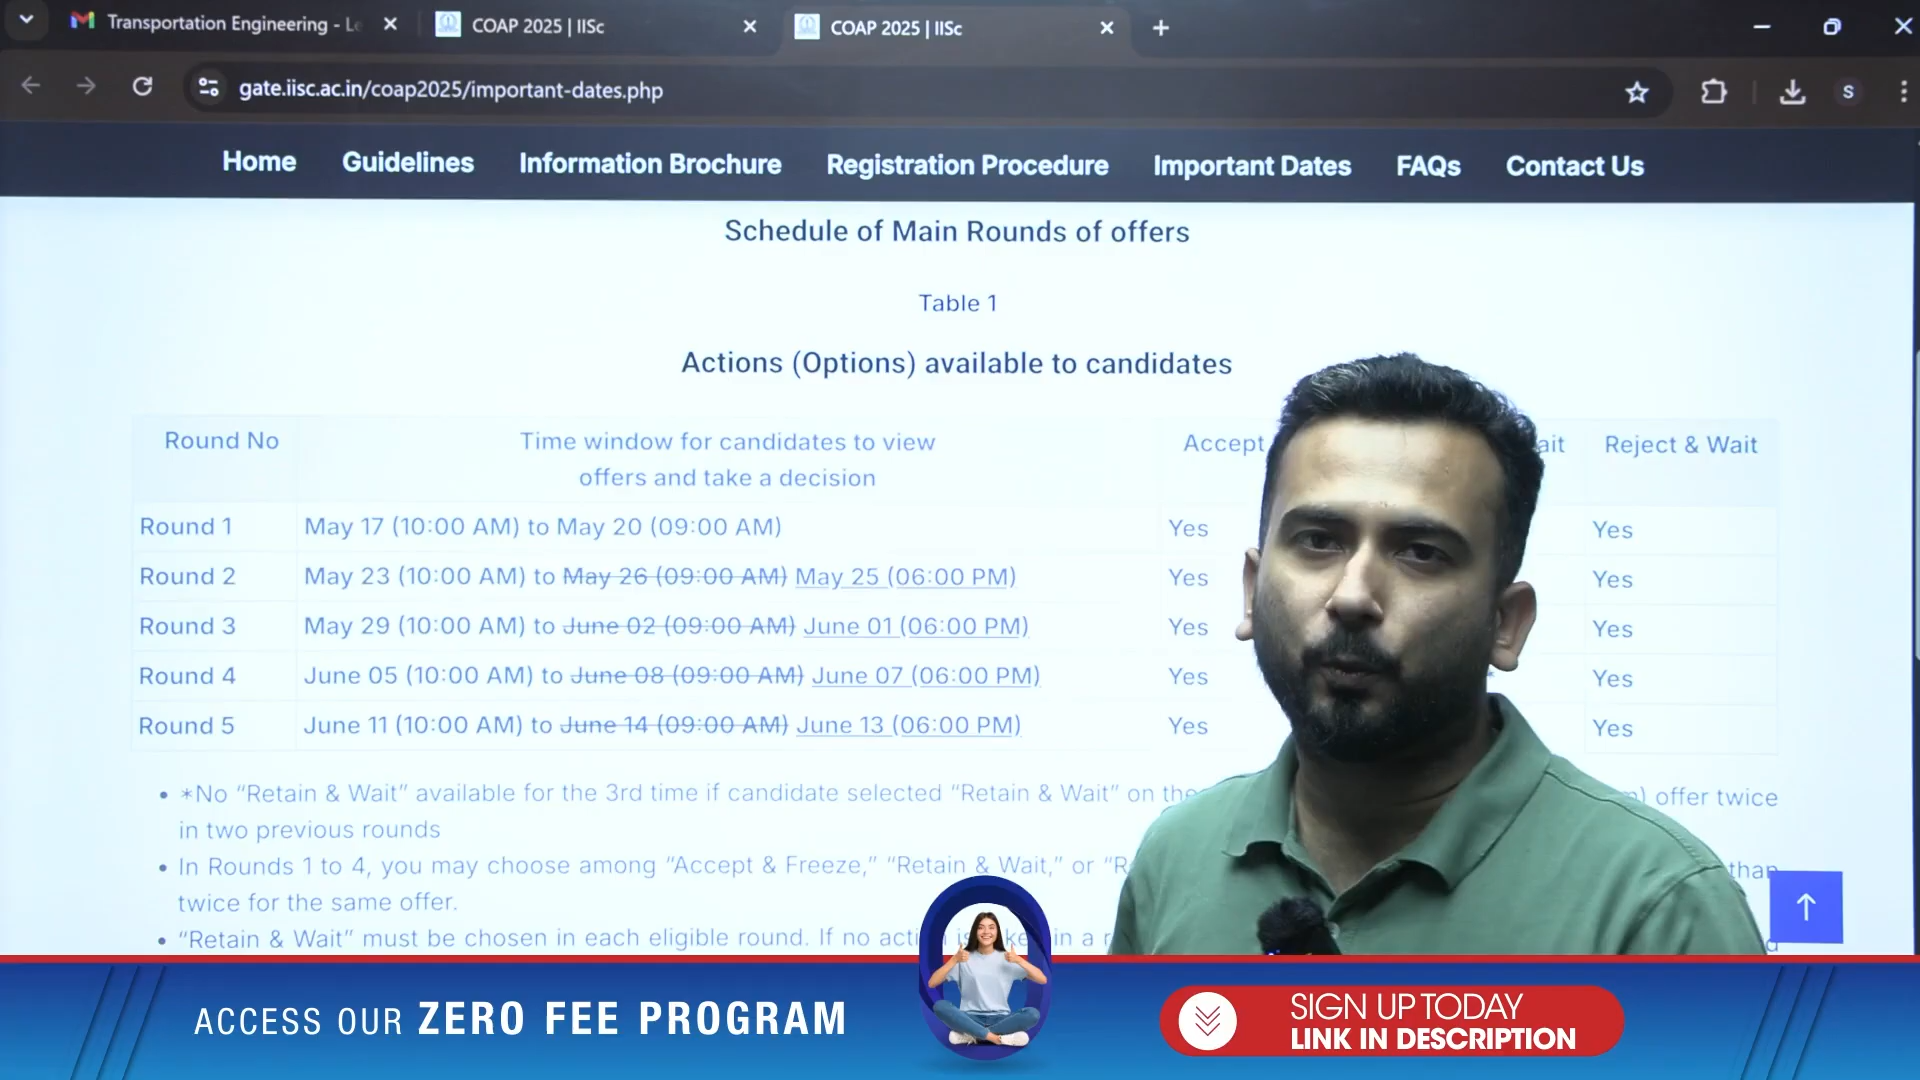 Transportation Engineering - Le
COAP 2025 | IISc
COAP 2025 | IISc
gate.iisc.ac.in/coap2025/important-dates.php
S
Home Guidelines Information Brochure Registration Procedure Important Dates FAQs Contact Us
Schedule of Main Rounds of offers
Table 1
Actions (Options) available to candidates
Round No Time window for candidates to view Accept ait Reject & Wait
offers and take a decision
Round 1 May 17 (10:00 AM) to May 20 (09:00 AM) Yes Yes
Round 2 May 23 (10:00 AM) to May 26 (09:00 AM) May 25 (06:00 PM) Yes Yes
Round 3 May 29 (10:00 AM) to June 02 (09:00 AM) June 01 (06:00 PM) Yes Yes
Round 4 June 05 (10:00 AM) to June 08 (09:00 AM) June 07 (06:00 PM) Yes * Yes
Round 5 June 11 (10:00 AM) to June 14 (09:00 AM) June 13 (06:00 PM) Yes Yes
• *No “Retain & Wait” available for the 3rd time if candidate selected “Retain & Wait” on the offer twice
in two previous rounds
• In Rounds 1 to 4, you may choose among “Accept & Freeze,” “Retain & Wait,” or “R than
twice for the same offer.
• “Retain & Wait” must be chosen in each eligible round. If no acti in a
ACCESS OUR ZERO FEE PROGRAM
SIGN UP TODAY
LINK IN DESCRIPTION